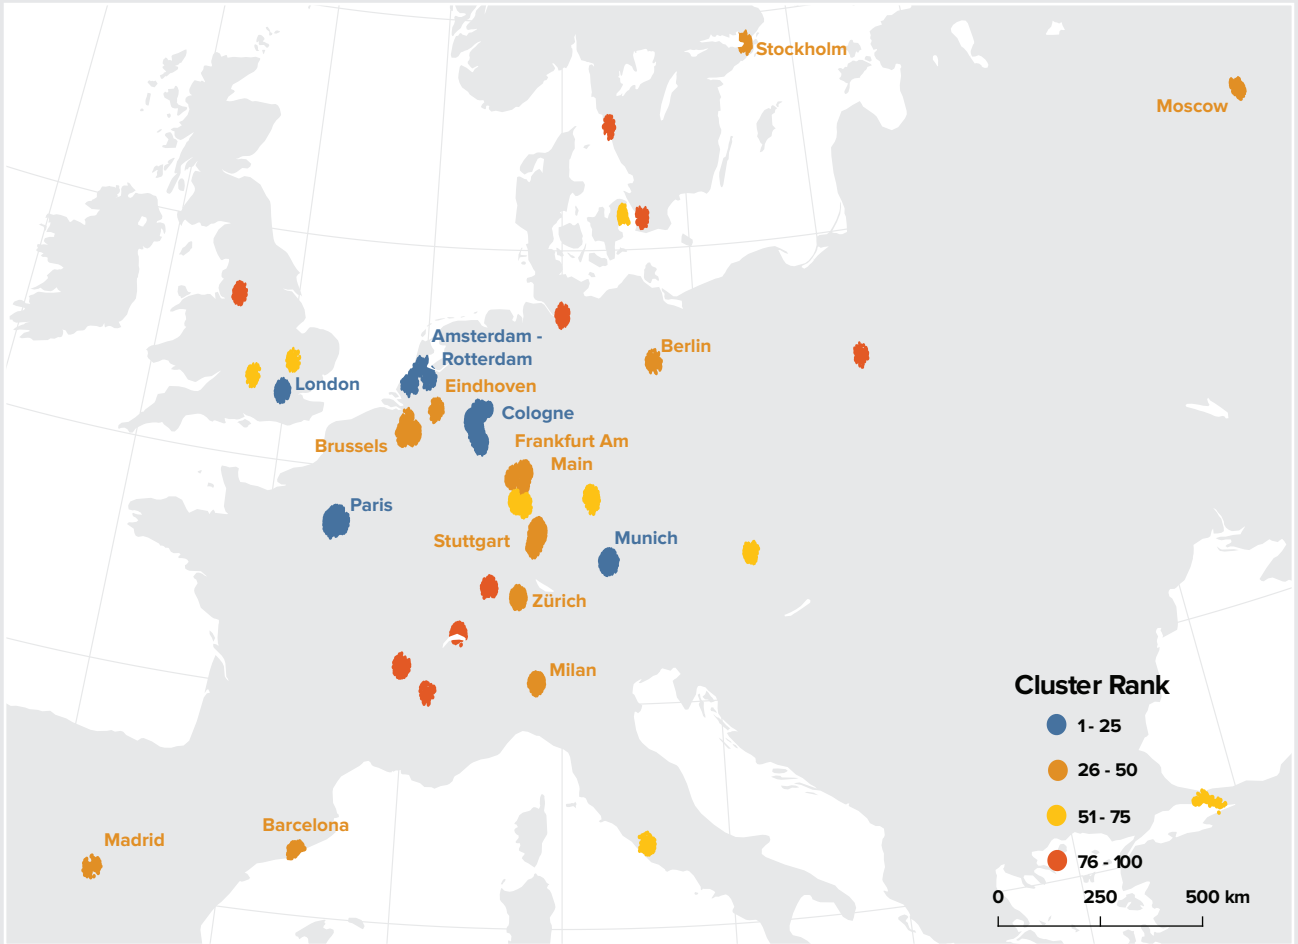 Stockholm
Moscow
Amsterdam -
Rotterdam
Berlin
London
Eindhoven
Cologne
Brussels
Frankfurt Am
Main
Paris
Stuttgart
Munich
Zürich
Milan
Barcelona
Madrid
Cluster Rank
1 - 25
26 - 50
51 - 75
76 - 100
0 250 500 km